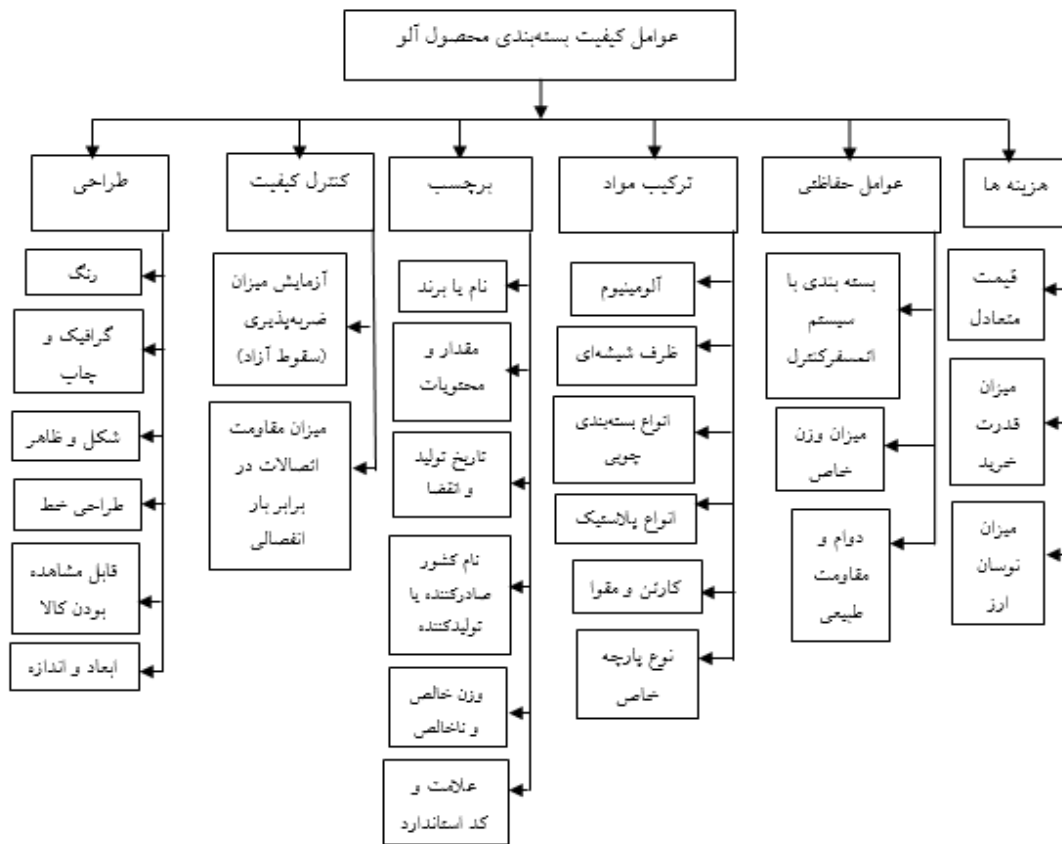 عوامل کیفیت بسته‌بندی محصول آلو
هزینه ها
قیمت
متعادل
میزان
قدرت
خرید
میزان
نوسان
ارز
عوامل حفاظتی
بسته بندی با
سیستم
اتمسفرکنترل
میزان وزن
خاص
دوام و
مقاومت
طبیعی
ترکیب مواد
آلومینیوم
ظرف شیشه‌ای
انواع بسته‌بندی
چوبی
انواع پلاستیک
کارتن و مقوا
نوع پارچه
خاص
برچسب
نام یا برند
مقدار و
محتویات
تاریخ تولید
و انقضا
نام کشور
صادرکننده یا
تولیدکننده
وزن خالص
و ناخالص
علامت و
کد استاندارد
کنترل کیفیت
آزمایش میزان
ضربه‌پذیری
(سقوط آزاد)
میزان مقاومت
اتصالات در
برابر بار
انفصالی
طراحی
رنگ
گرافیک و
چاپ
شکل و ظاهر
طراحی خط
قابل مشاهده
بودن کالا
ابعاد و اندازه